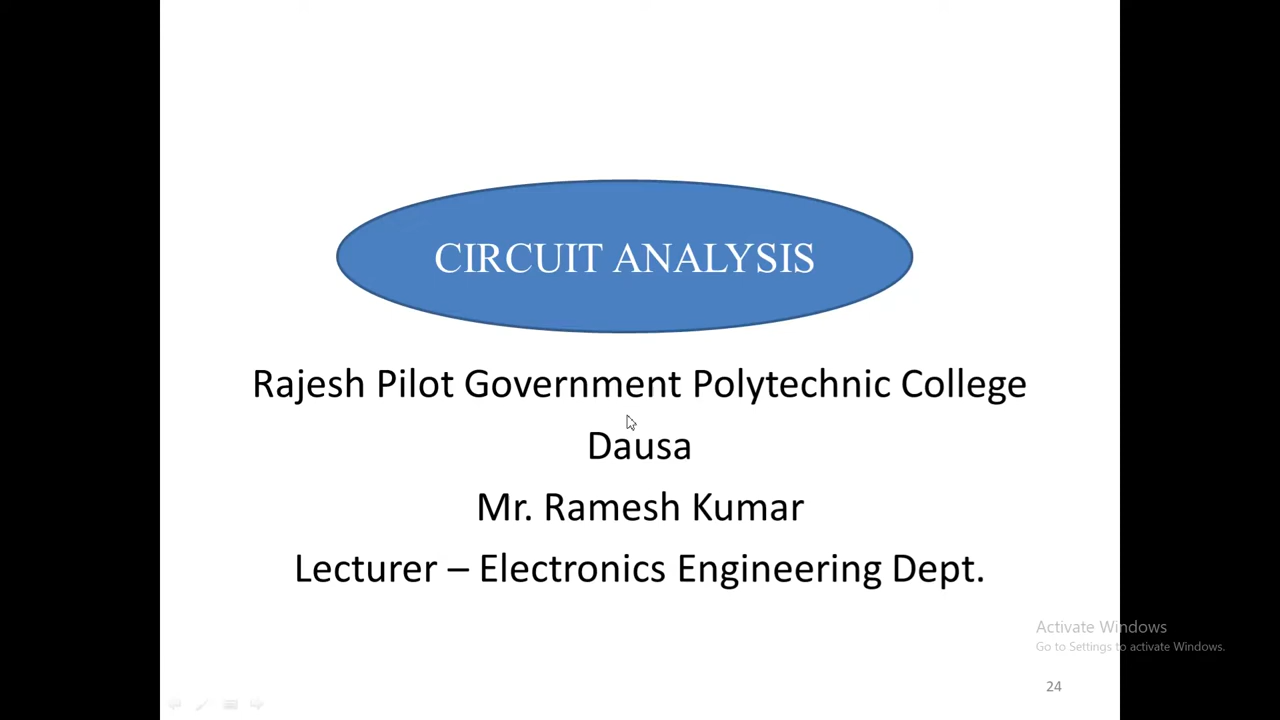 CIRCUIT ANALYSIS
Rajesh Pilot Government Polytechnic College
Dausa
Mr. Ramesh Kumar
Lecturer – Electronics Engineering Dept.
Activate Windows
Go to Settings to activate Windows.
24